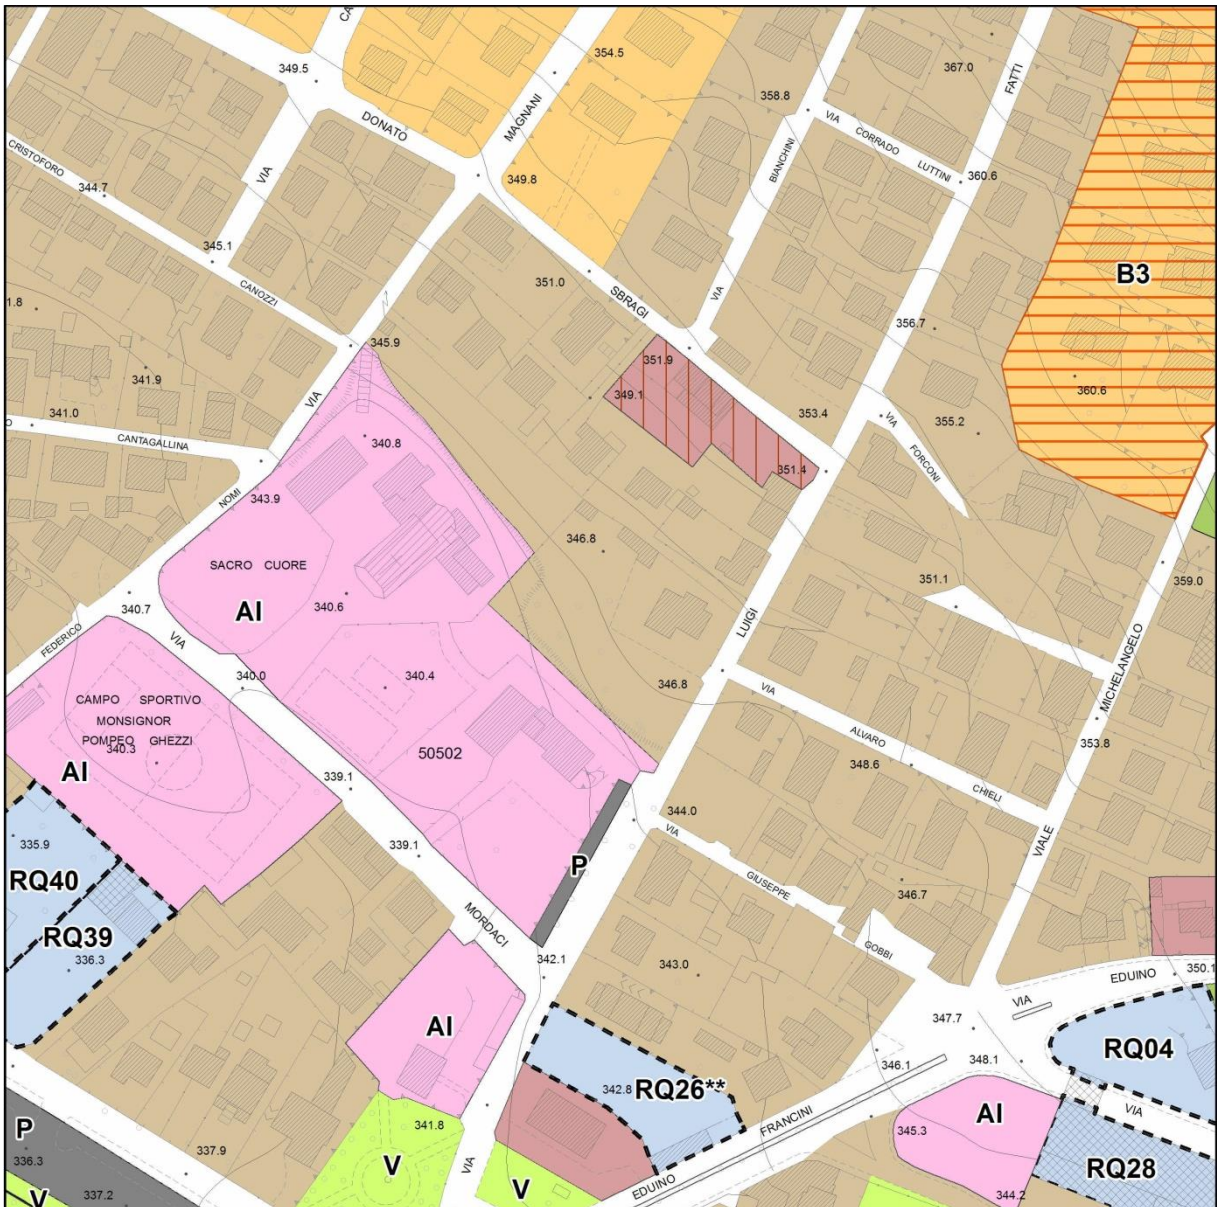 CA
354.5
349.5
367.0
FATTI
358.8
MAGNANI
DONATO
VIA
CORRADO
LUTTINI
CRISTOFORO
BIANCHINI
VIA
349.8
360.6
344.7
345.1
B3
CANOZZI
351.0
SBRAGI
VIA
1.8
356.7
345.9
351.9
341.9
349.1
360.6
VIA
341.0
353.4
VIA
355.2
O
CANTAGALLINA
340.8
FORCONI
351.4
NOMI
343.9
346.8
SACRO CUORE
351.1
359.0
AI
340.6
340.7
LUIGI
FEDERICO
VIA
MICHELANGELO
340.0
340.4
346.8
VIA
CAMPO SPORTIVO
MONSIGNOR
POMPEO GHEZZI
340.3
ALVARO
353.8
50502
348.6
AI
339.1
CHIELI
344.0
335.9
VIA
VIALE
339.1
P
RQ40
GIUSEPPE
346.7
MORDACI
RQ39
GOBBI
336.3
342.1
343.0
EDUINO
350.1
VIA
AI
347.7
RQ04
348.1
346.1
342.8
RQ26**
VIA
FRANCINI
AI
341.8
345.3
P
337.9
336.3
V
VIA
RQ28
EDUINO
V
337.2
344.2
V